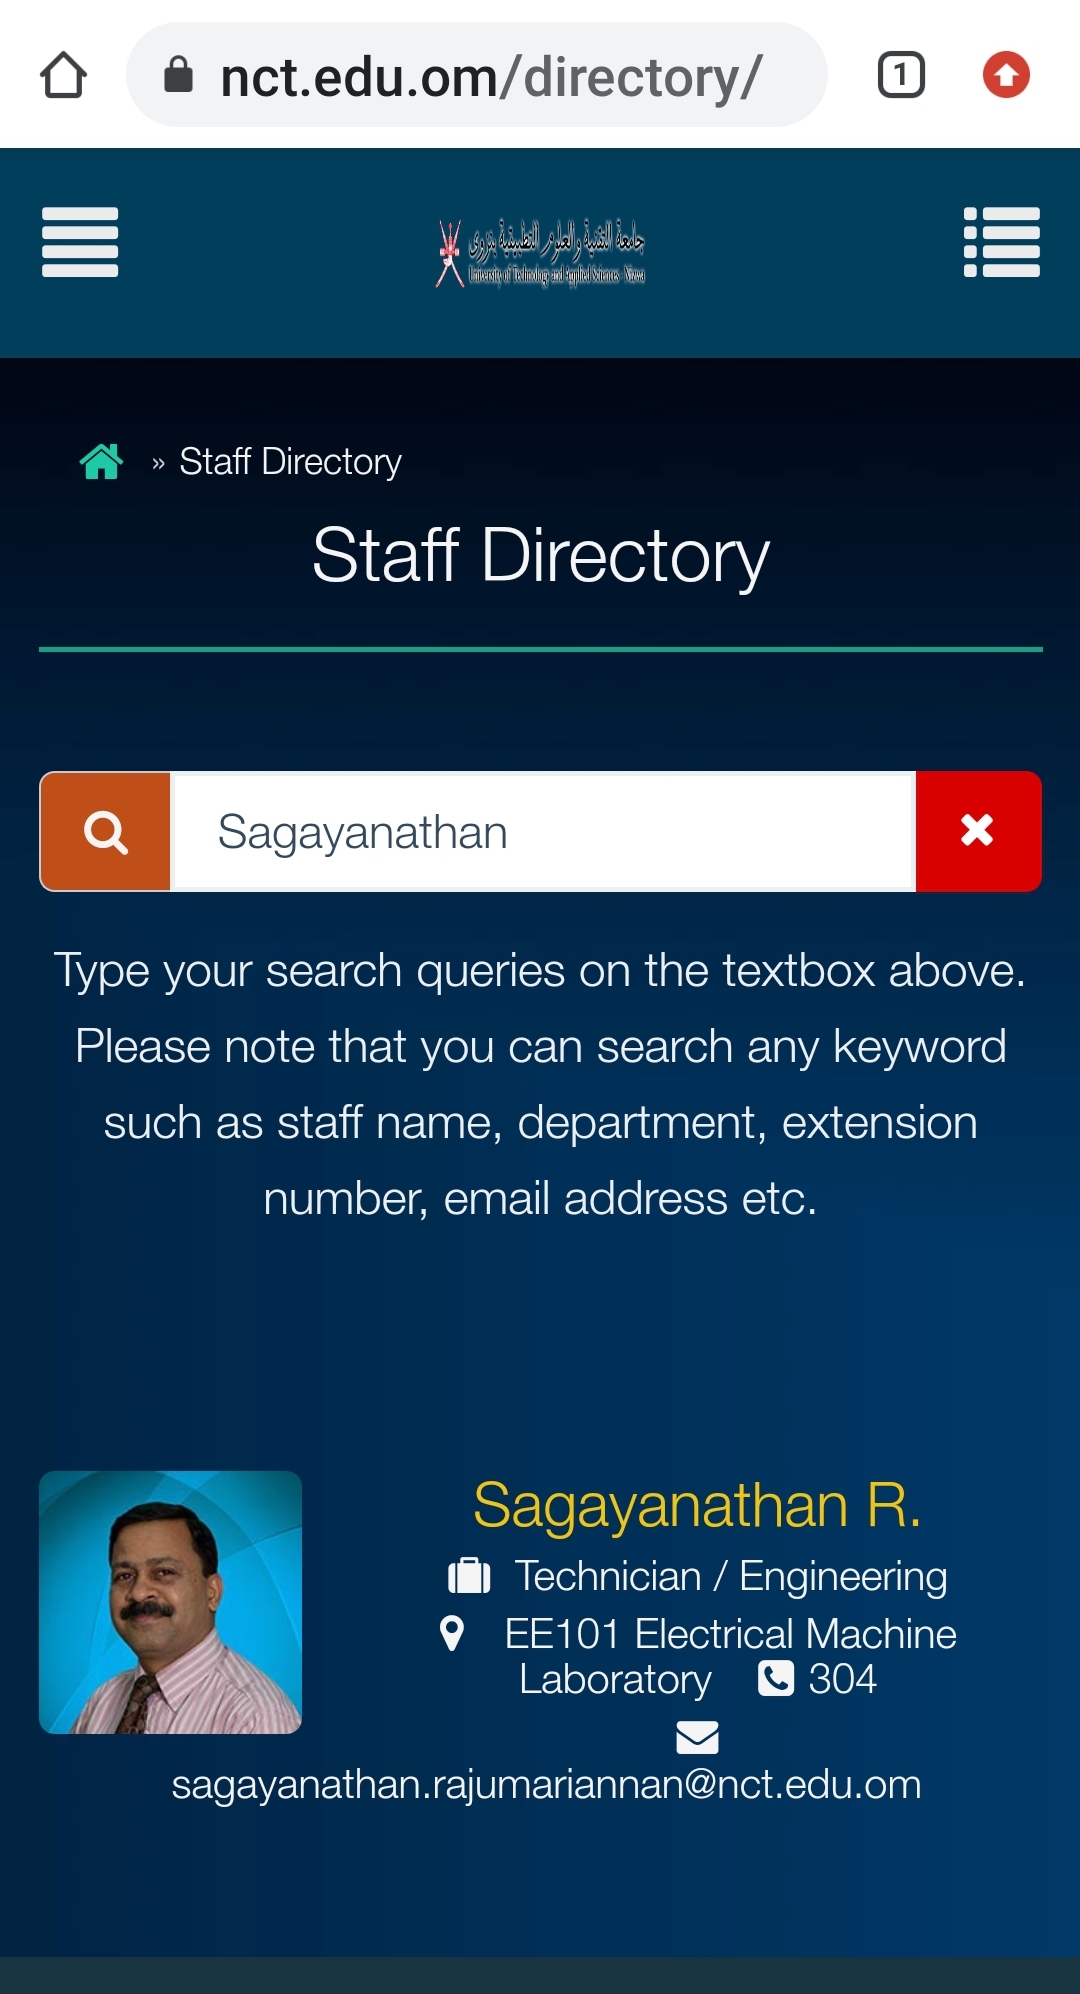 nct.edu.om/directory/
1
جامعة التقنية والعلوم التطبيقية بنزوى
University of Technology and Applied Sciences - Nizwa
» Staff Directory
Staff Directory
Sagayanathan
Type your search queries on the textbox above.
Please note that you can search any keyword
such as staff name, department, extension
number, email address etc.
Sagayanathan R.
Technician / Engineering
EE101 Electrical Machine
Laboratory 304
sagayanathan.rajumariannan@nct.edu.om